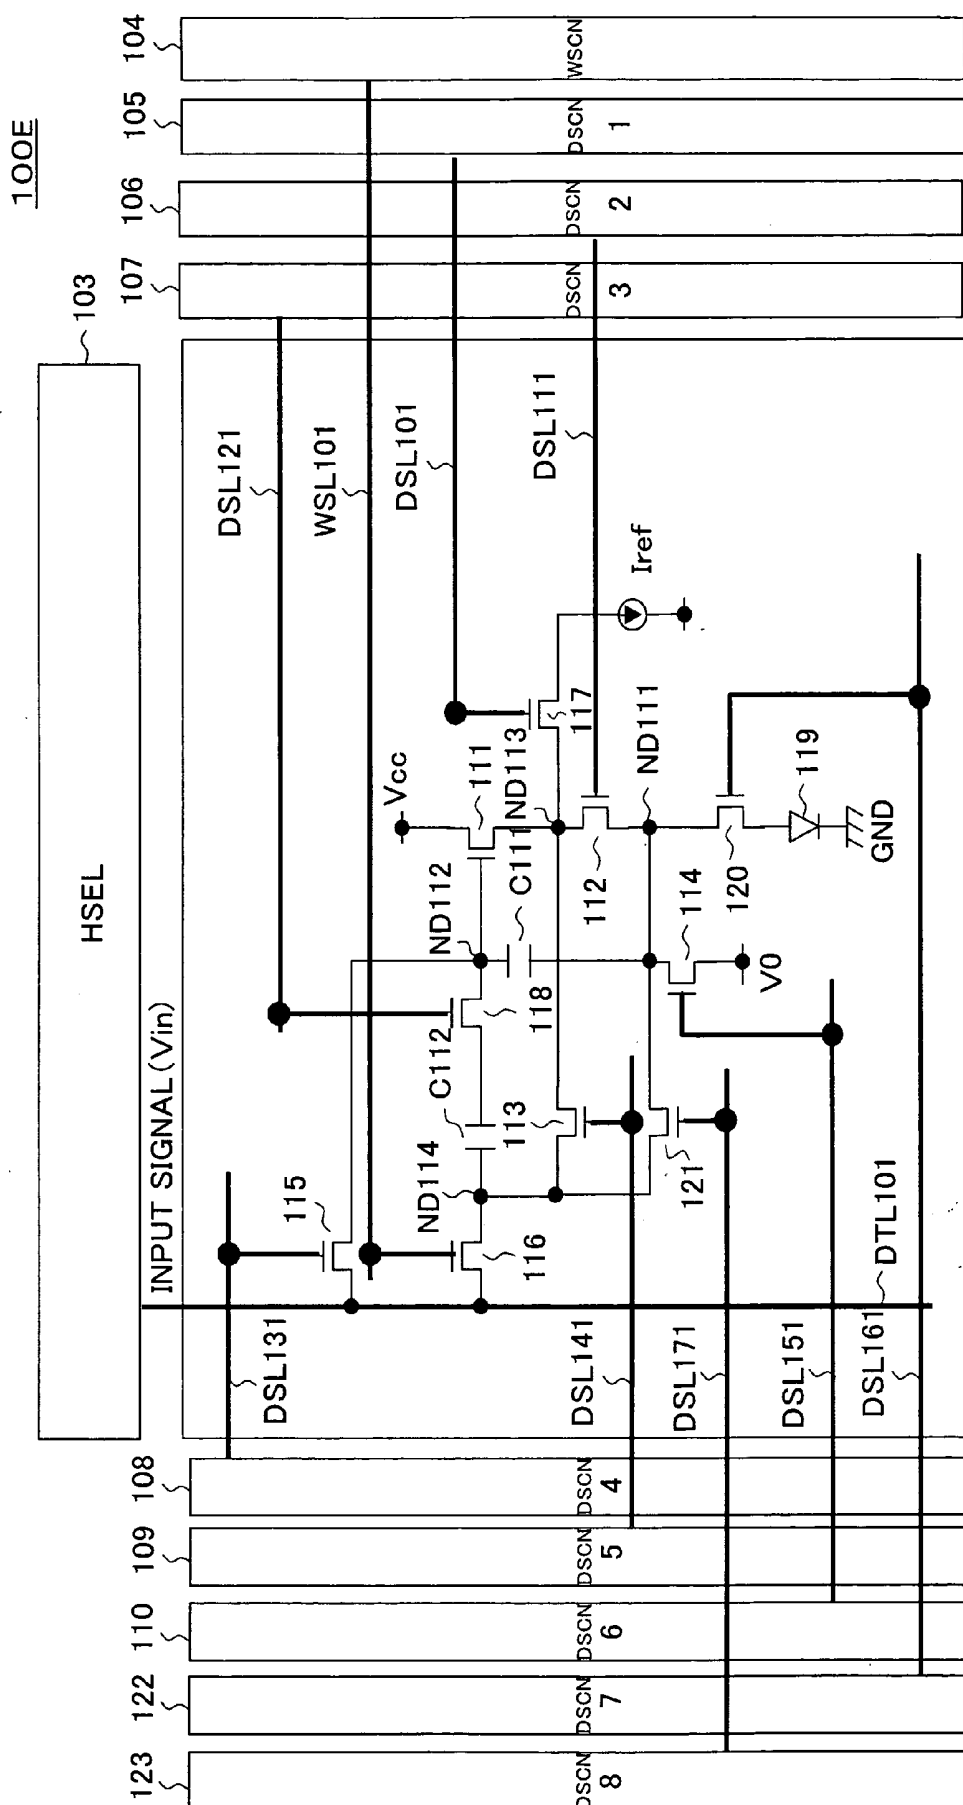 100E
HSEL
103
104
WSCN
105
DSCN
1
106
DSCN
2
107
DSCN
3
INPUT SIGNAL(Vin)
DSL121
WSL101
DSL101
DSL111
DSL131
115
116
ND114
C112
113
118
ND112
C111
Vcc
111
ND113
117
Iref
112
ND111
114
V0
120
119
GND
121
DTL101
DSL141
DSL171
DSL151
DSL161
108
DSCN
4
109
DSCN
5
110
DSCN
6
122
DSCN
7
123
DSCN
8